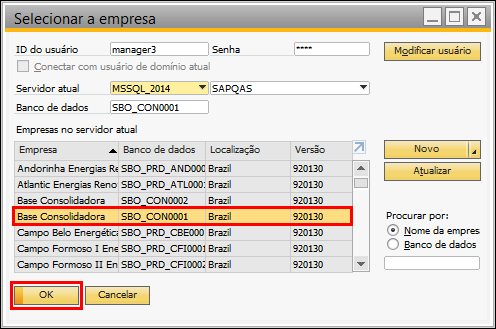 Selecionar a empresa
ID do usuário manager3 Senha **** Modificar usuário
Conectar com usuário de domínio atual
Servidor atual MSSQL_2014 SAPQAS
Banco de dados SBO_CON0001
Empresas no servidor atual
Empresa Banco de dados Localização Versão Novo
Andorinha Energias Re SBO_PRD_AND000 Brazil 920130 Atualizar
Atlantic Energias Reno SBO_PRD_ATL0001 Brazil 920130
Base Consolidadora SBO_CON0002 Brazil 920130
Base Consolidadora SBO_CON0001 Brazil 920130 Procurar por:
Campo Belo Energética SBO_PRD_CBE0001 Brazil 920130 Nome da empres
Campo Formoso I Ener SBO_PRD_CFI0001 Brazil 920130 Banco de dados
Campo Formoso II Ene SBO_PRD_CFI0002 Brazil 920130
OK Cancelar